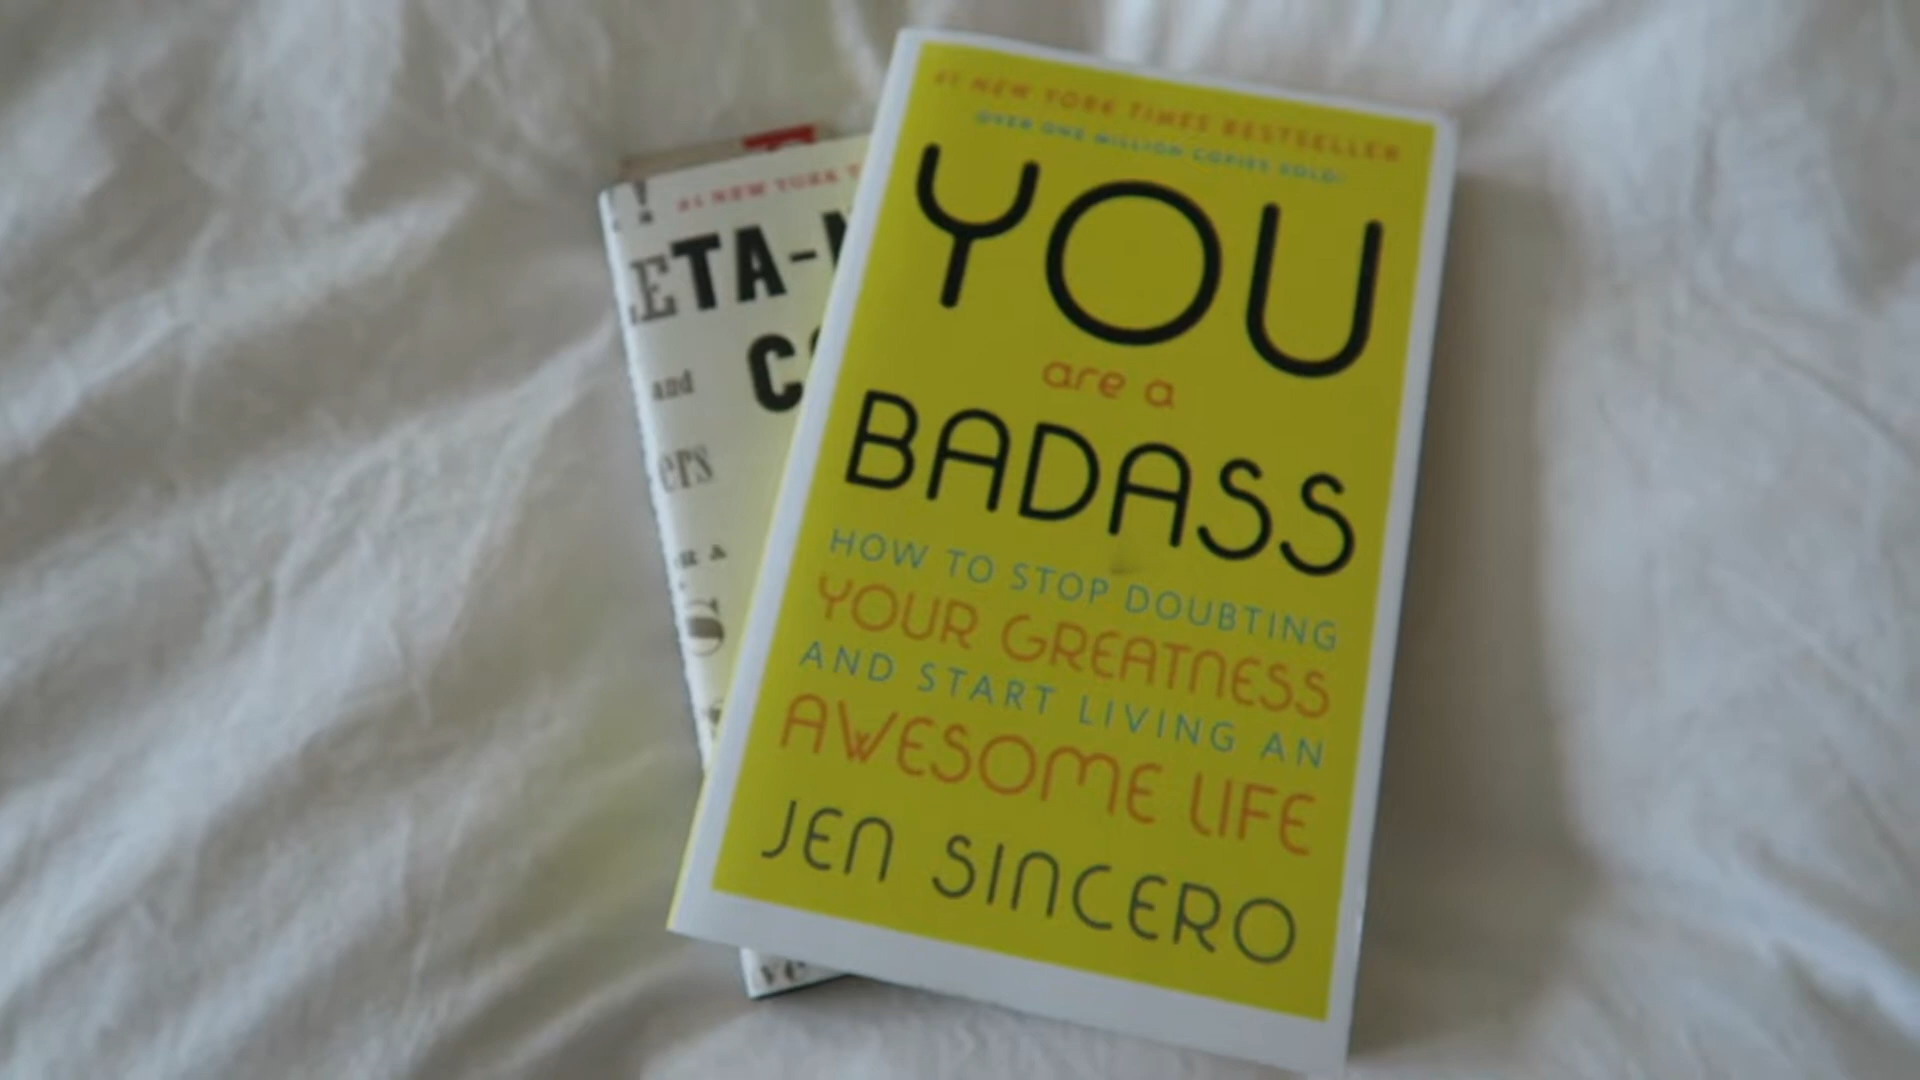 #1 NEW YORK TIMES BESTSELLER
OVER ONE MILLION COPIES SOLD!
YOU
are a
BADASS
HOW TO STOP DOUBTING
YOUR GREATNESS
AND START LIVING AN
AWESOME LIFE
JEN SINCERO
#1 NEW YORK
ETA-
and
ers